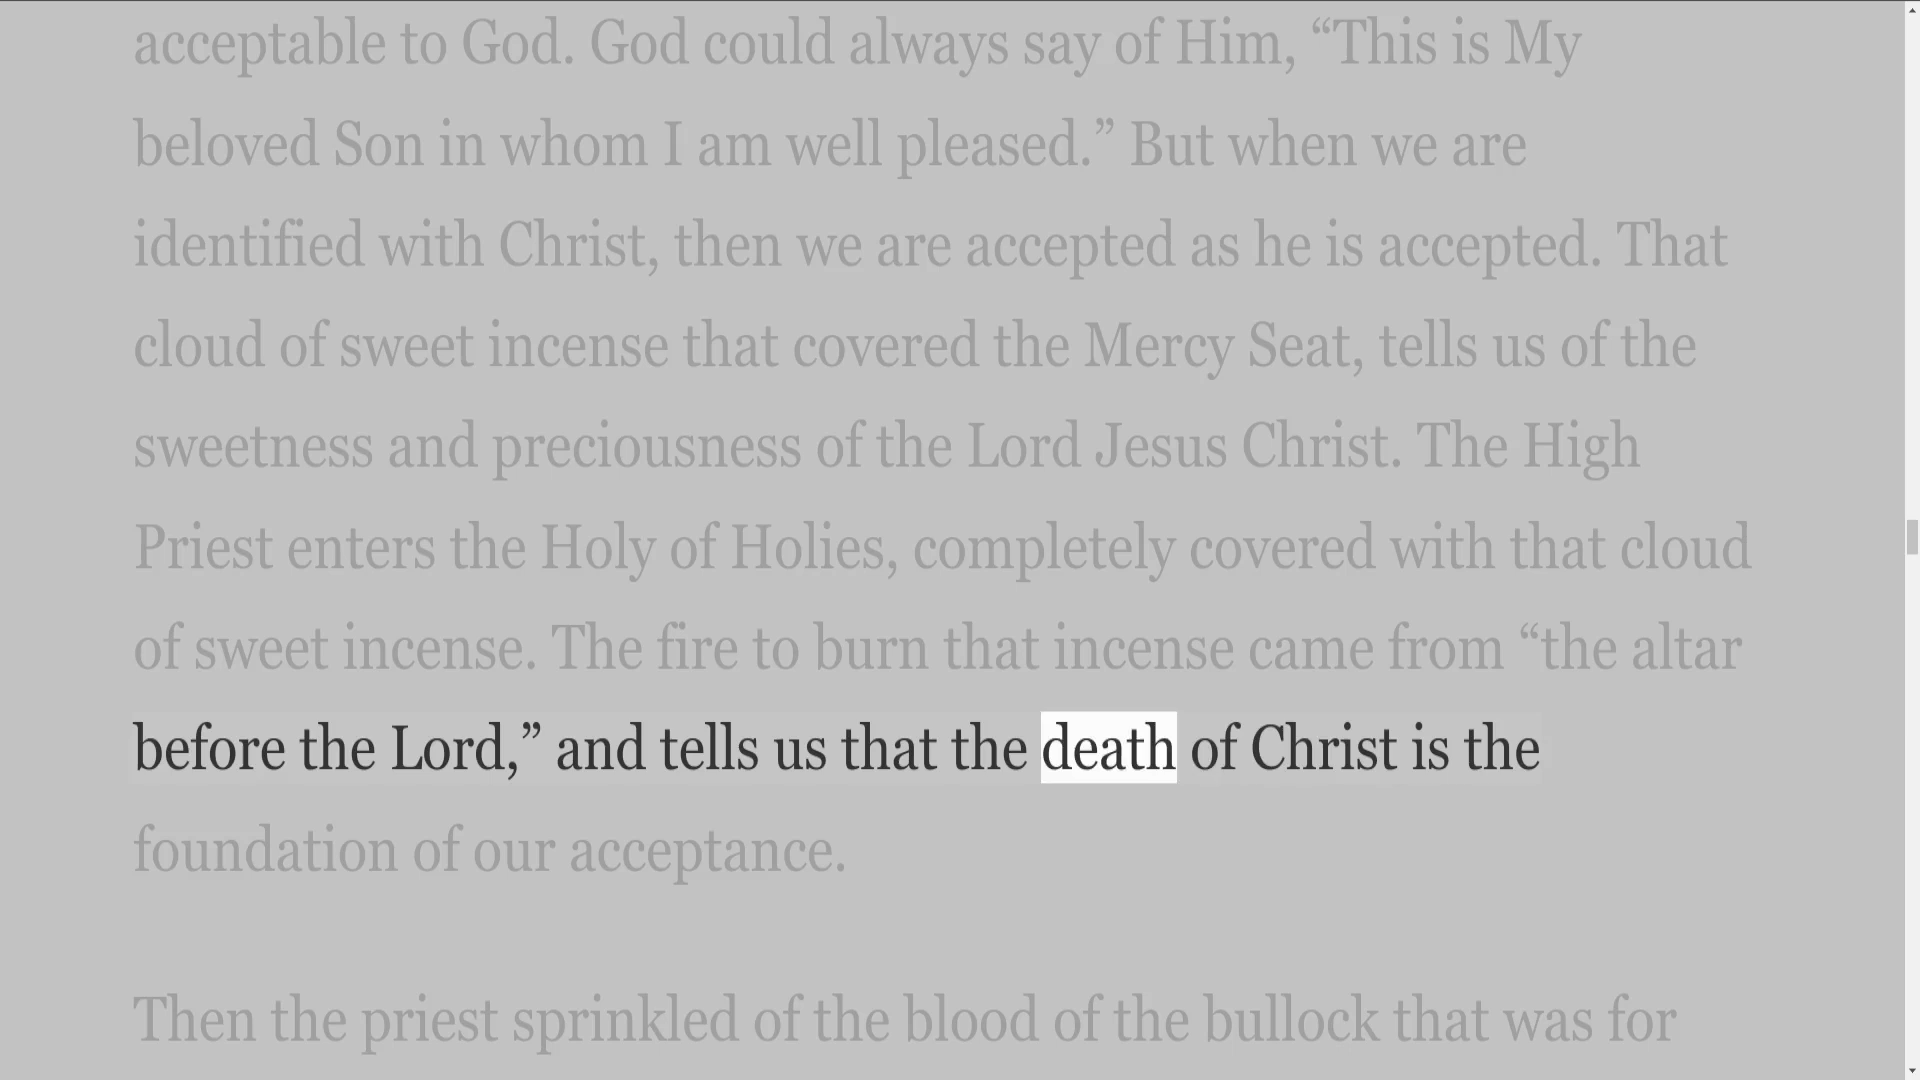 acceptable to God. God could always say of Him, “This is My
beloved Son in whom I am well pleased.” But when we are
identified with Christ, then we are accepted as he is accepted. That
cloud of sweet incense that covered the Mercy Seat, tells us of the
sweetness and preciousness of the Lord Jesus Christ. The High
Priest enters the Holy of Holies, completely covered with that cloud
of sweet incense. The fire to burn that incense came from “the altar
before the Lord,” and tells us that the death of Christ is the
foundation of our acceptance.
Then the priest sprinkled of the blood of the bullock that was for